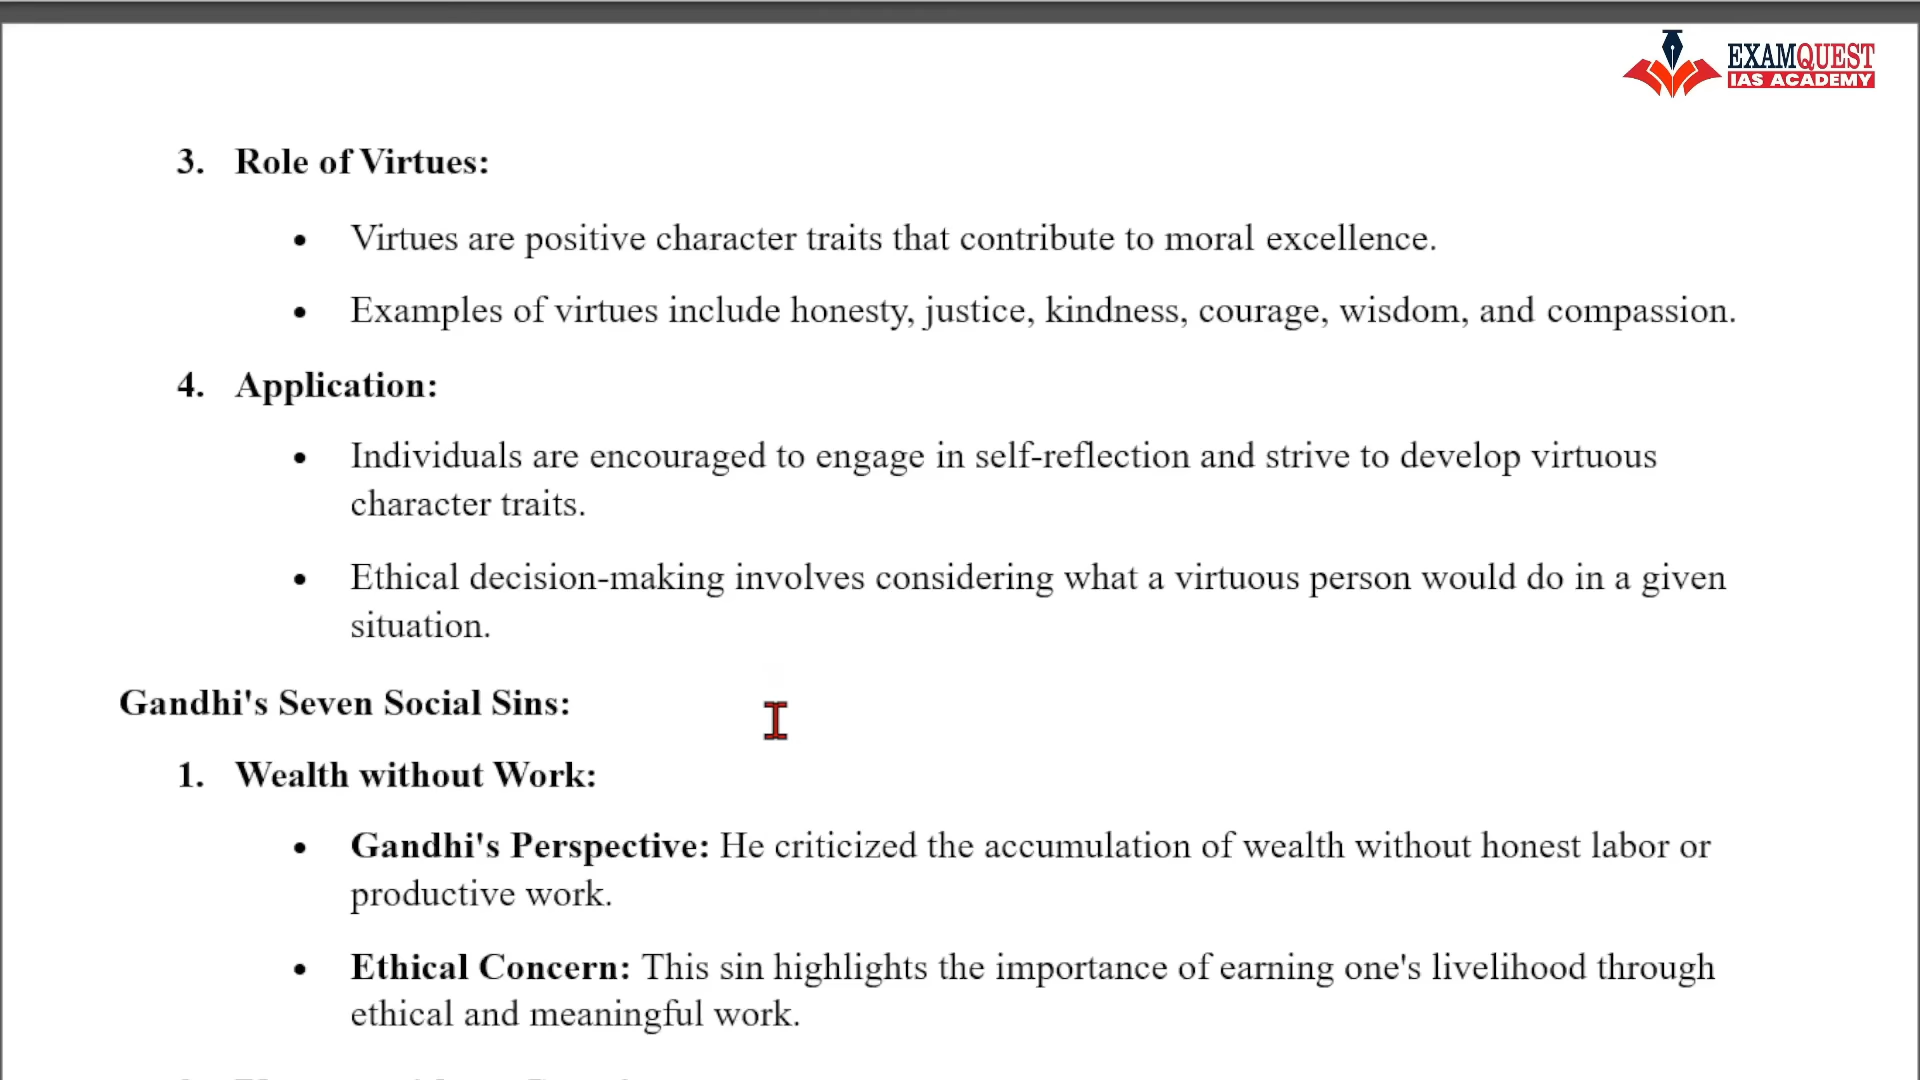 EXAMQUEST
IAS ACADEMY
3. Role of Virtues:
• Virtues are positive character traits that contribute to moral excellence.
• Examples of virtues include honesty, justice, kindness, courage, wisdom, and compassion.
4. Application:
• Individuals are encouraged to engage in self-reflection and strive to develop virtuous
character traits.
• Ethical decision-making involves considering what a virtuous person would do in a given
situation.
Gandhi's Seven Social Sins:
1. Wealth without Work:
• Gandhi's Perspective: He criticized the accumulation of wealth without honest labor or
productive work.
• Ethical Concern: This sin highlights the importance of earning one's livelihood through
ethical and meaningful work.